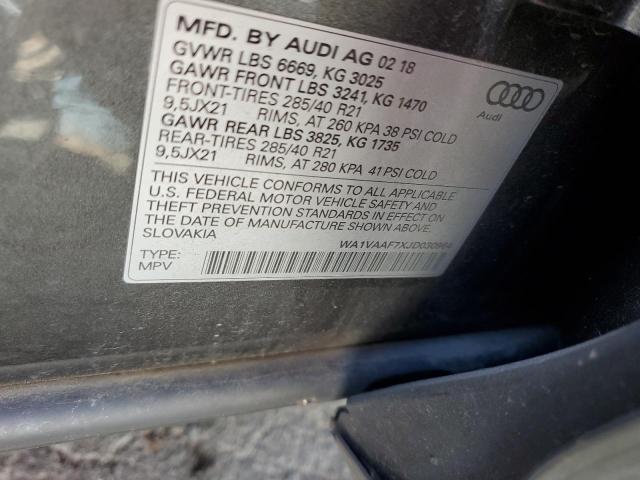 MFD. BY AUDI AG 02 18
GVWR LBS 6669, KG 3025
GAWR FRONT LBS 3241, KG 1470
FRONT-TIRES 285/40 R21
9,5JX21 RIMS, AT 260 KPA 38 PSI COLD
GAWR REAR LBS 3825, KG 1735
REAR-TIRES 285/40 R21
9,5JX21 RIMS, AT 280 KPA 41 PSI COLD
Audi
THIS VEHICLE CONFORMS TO ALL APPLICABLE
U.S. FEDERAL MOTOR VEHICLE SAFETY AND
THEFT PREVENTION STANDARDS IN EFFECT ON
THE DATE OF MANUFACTURE SHOWN ABOVE.
SLOVAKIA
WA1VAAF7XJD030964
TYPE:
MPV